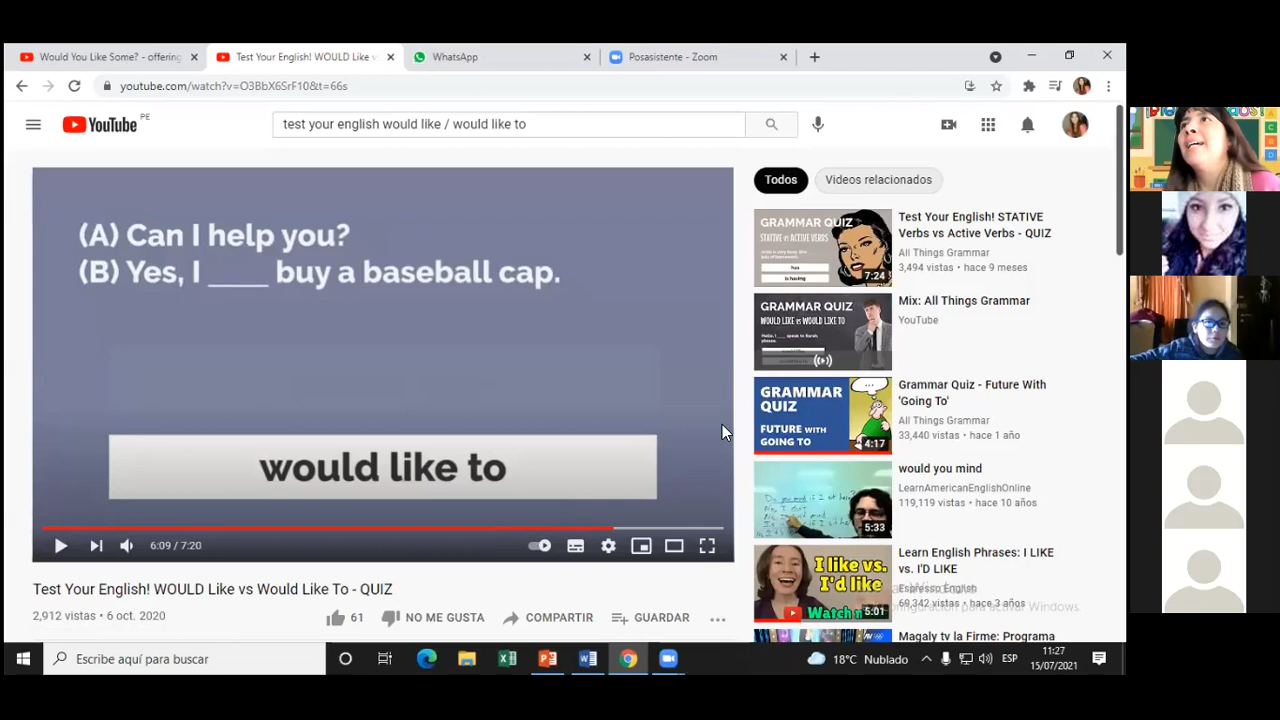 Would You Like Some? - offering
Test Your English! WOULD Like v
WhatsApp
Posasistente - Zoom
youtube.com/watch?v=O3BbX6SrF10&t=66s
YouTube PE
test your english would like / would like to
(A) Can I help you?
(B) Yes, I ____ buy a baseball cap.
would like to
6:09 / 7:20
Test Your English! WOULD Like vs Would Like To - QUIZ
2,912 vistas • 6 oct. 2020
61
NO ME GUSTA
COMPARTIR
GUARDAR
Todos
Videos relacionados
GRAMMAR QUIZ
STATIVE vs ACTIVE VERBS
has
is having
7:24
Test Your English! STATIVE
Verbs vs Active Verbs - QUIZ
All Things Grammar
3,494 vistas • hace 9 meses
GRAMMAR QUIZ
WOULD LIKE vs WOULD LIKE TO
Hello, I ___ speak to Sarah,
please.
Mix: All Things Grammar
YouTube
GRAMMAR
QUIZ
FUTURE WITH
GOING TO
4:17
Grammar Quiz - Future With
'Going To'
All Things Grammar
33,440 vistas • hace 1 año
5:33
would you mind
LearnAmericanEnglishOnline
119,119 vistas • hace 10 años
I like vs.
I'd like
Watch
5:01
Learn English Phrases: I LIKE
vs. I'D LIKE
Espresso English
69,342 vistas • hace 3 años
Magaly tv la Firme: Programa
Escribe aquí para buscar
18°C Nublado
ESP
11:27
15/07/2021